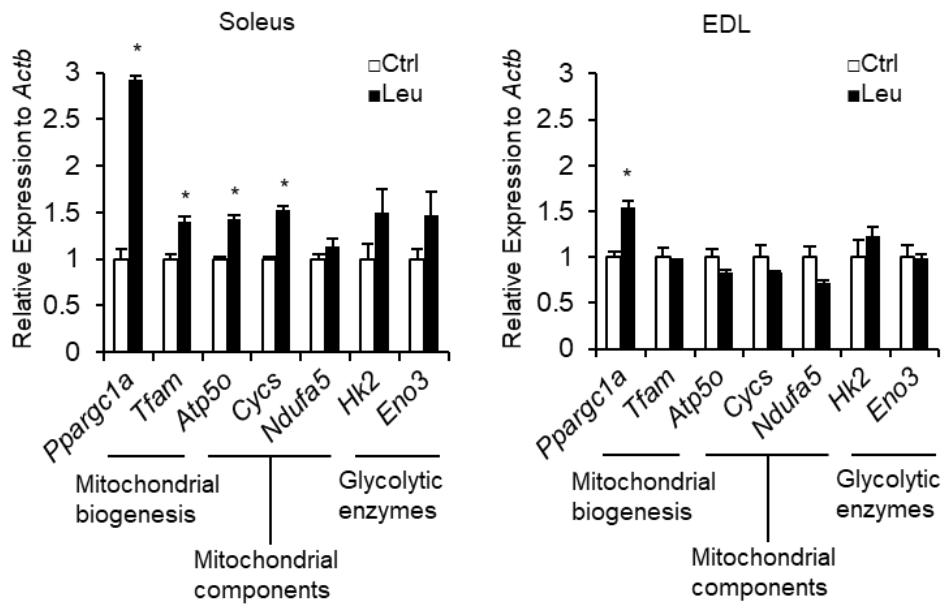 Soleus
*
3
2.5
2
1.5
1
0.5
0
Relative Expression to Actb
Ctrl
Leu
* * *
Ppargc1a
Tfam
Atp5o
Cycs
Ndufa5
Hk2
Eno3
Mitochondrial
biogenesis
Glycolytic
enzymes
Mitochondrial
components
EDL
3
2.5
2
1.5
1
0.5
0
Relative Expression to Actb
Ctrl
Leu
*
Ppargc1a
Tfam
Atp5o
Cycs
Ndufa5
Hk2
Eno3
Mitochondrial
biogenesis
Glycolytic
enzymes
Mitochondrial
components